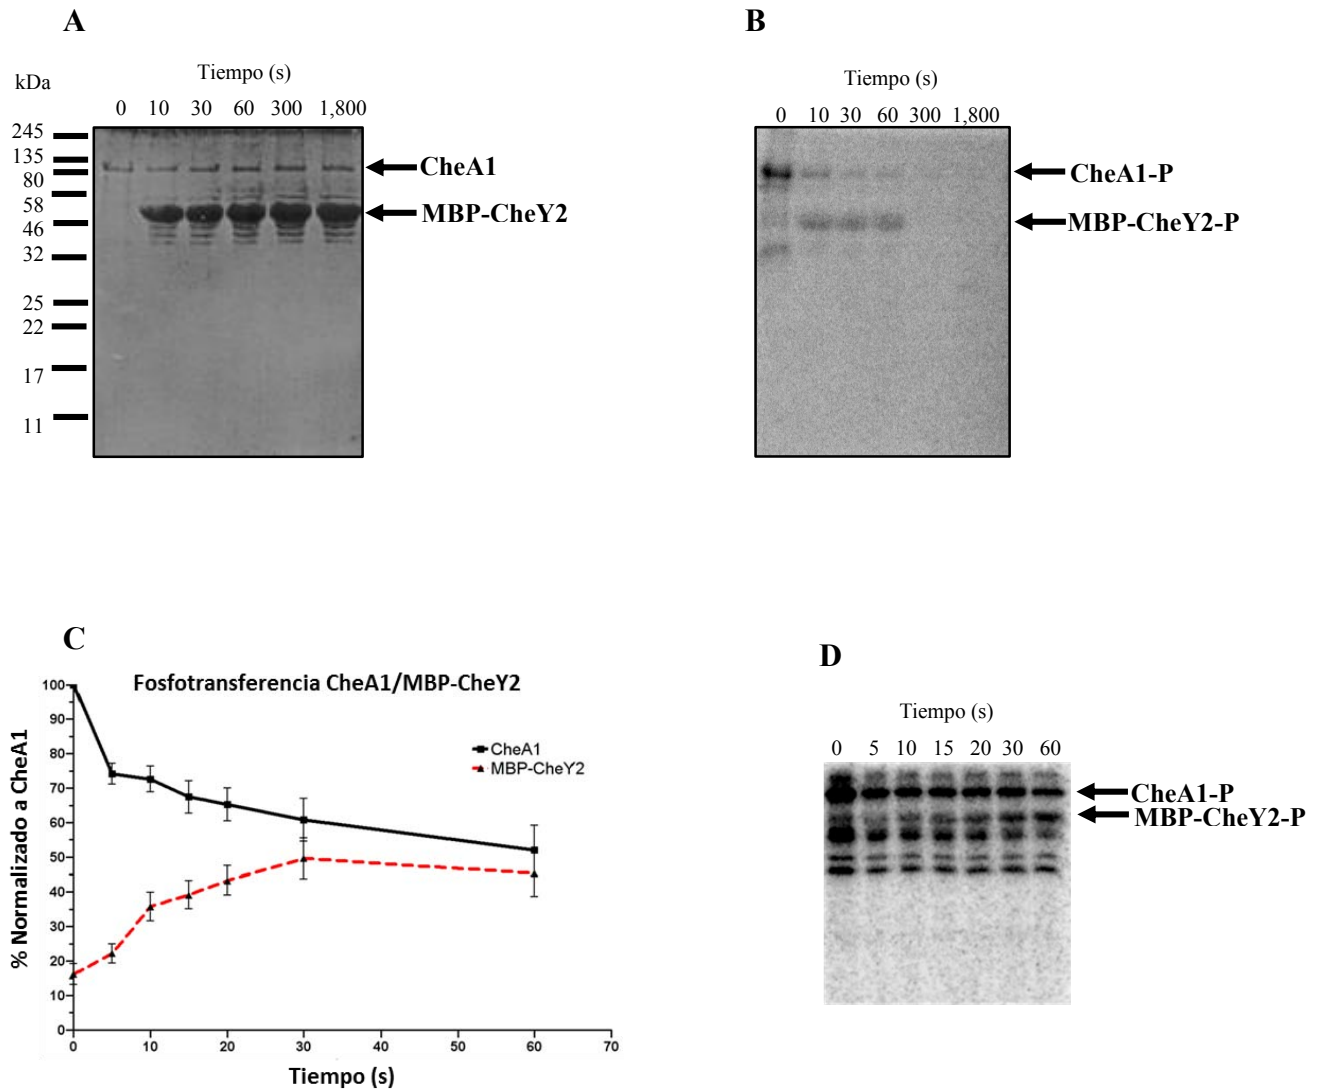 A
kDa
Tiempo (s)
0 10 30 60 300 1,800
245
135
80
58
46
32
25
22
17
11
CheA1
MBP-CheY2
B
Tiempo (s)
0 10 30 60 300 1,800
CheA1-P
MBP-CheY2-P
C
Fosfotransferencia CheA1/MBP-CheY2
CheA1
MBP-CheY2
% Normalizado a CheA1
100
90
80
70
60
50
40
30
20
10
0
0 10 20 30 40 50 60 70
Tiempo (s)
D
Tiempo (s)
0 5 10 15 20 30 60
CheA1-P
MBP-CheY2-P